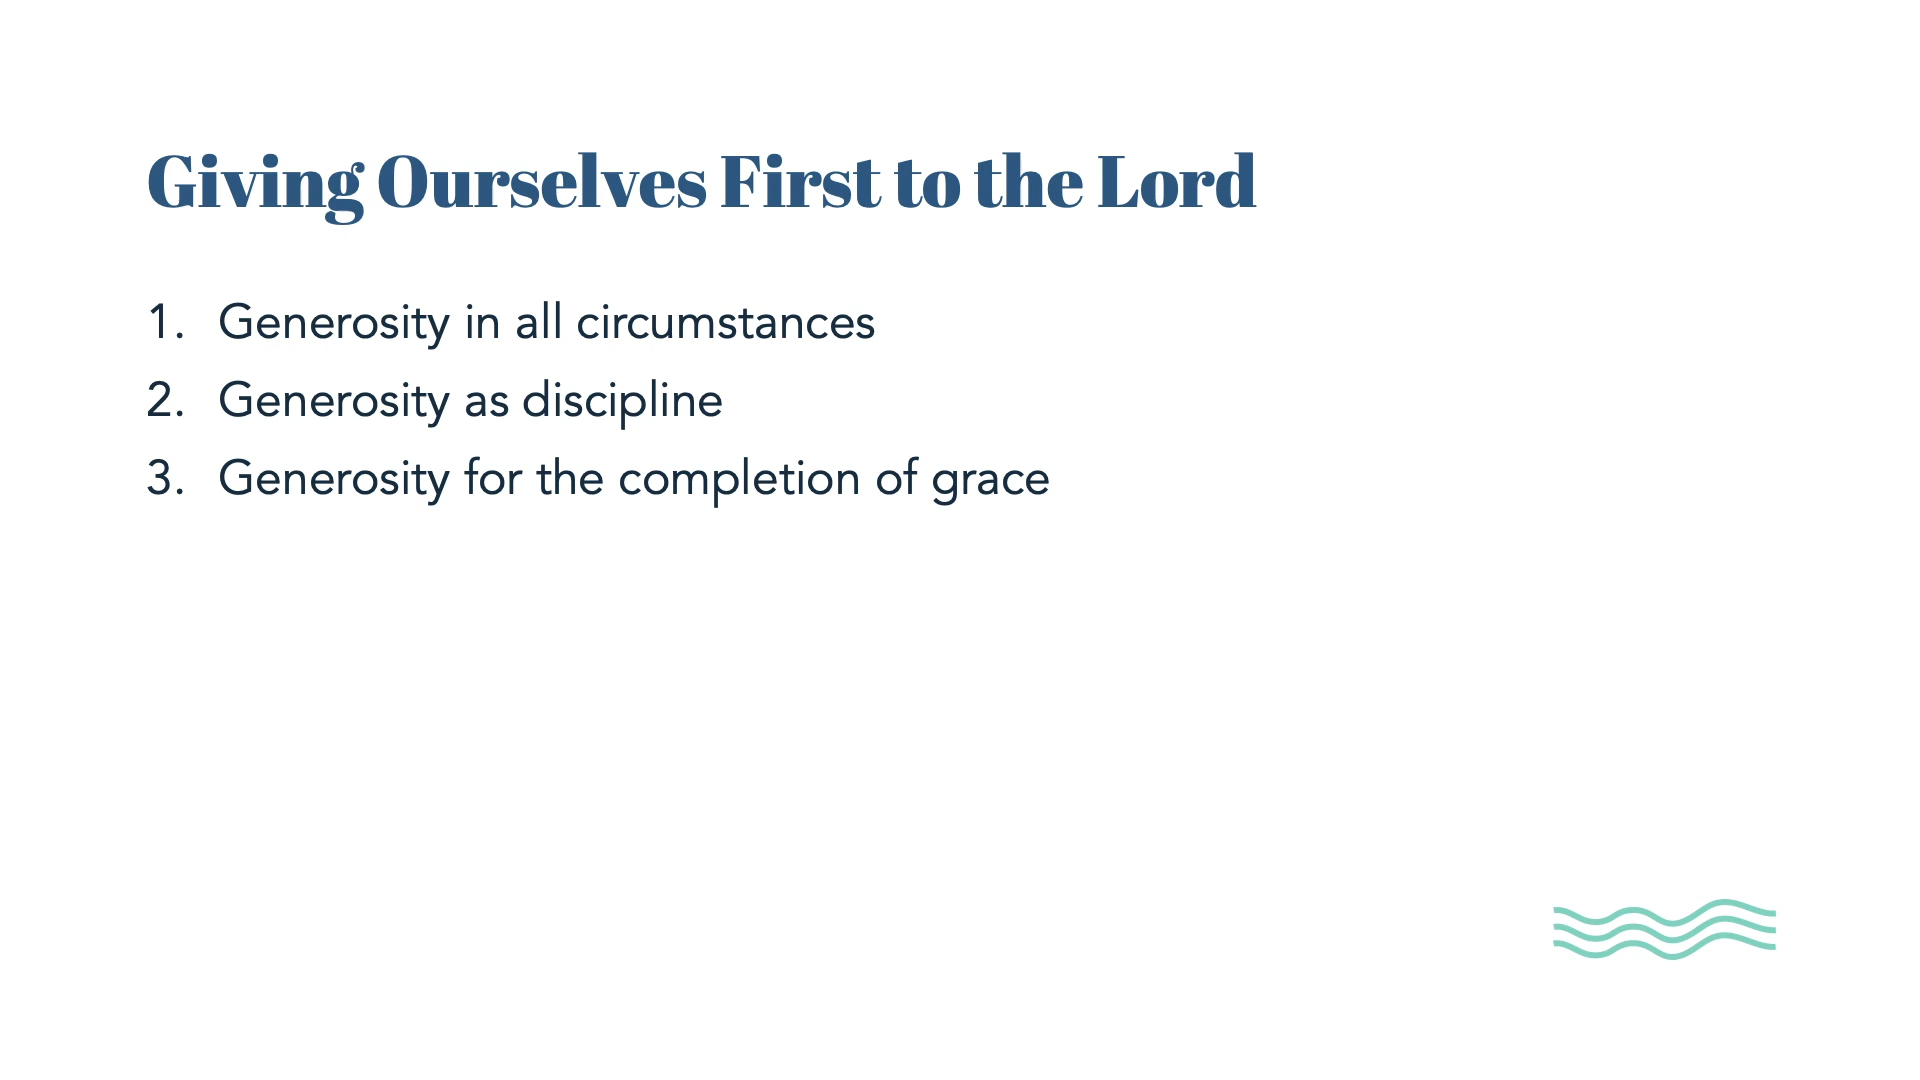 Giving Ourselves First to the Lord
1. Generosity in all circumstances
2. Generosity as discipline
3. Generosity for the completion of grace